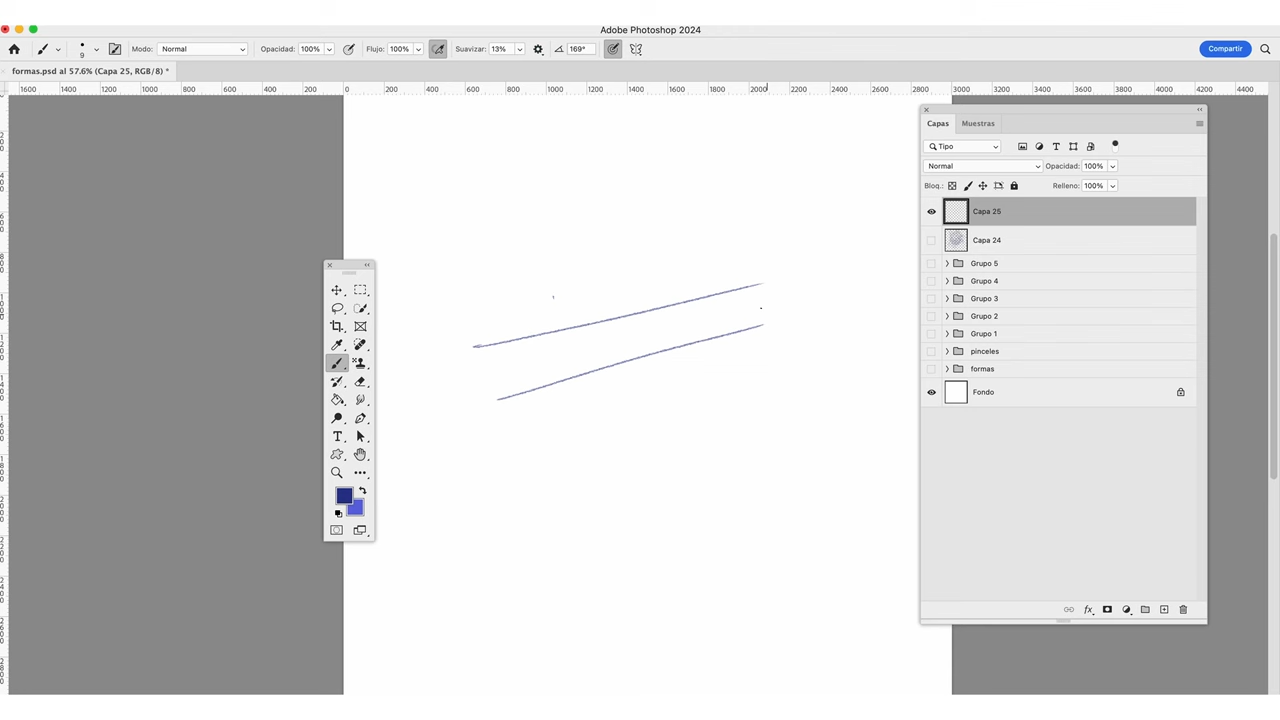 Adobe Photoshop 2024
9 Modo: Normal Opacidad: 100% Flujo: 100% Suavizar: 13% 169° Compartir
formas.psd al 57.6% (Capa 25, RGB/8) *
1600 1400 1200 1000 800 600 400 200 0 200 400 600 800 1000 1200 1400 1600 1800 2000 2200 2400 2600 2800 3000 3200 3400 3600 3800 4000 4200 4400
Capas Muestras
Tipo
Normal Opacidad: 100%
Bloq.: Relleno: 100%
Capa 25
Capa 24
Grupo 5
Grupo 4
Grupo 3
Grupo 2
Grupo 1
pinceles
formas
Fondo